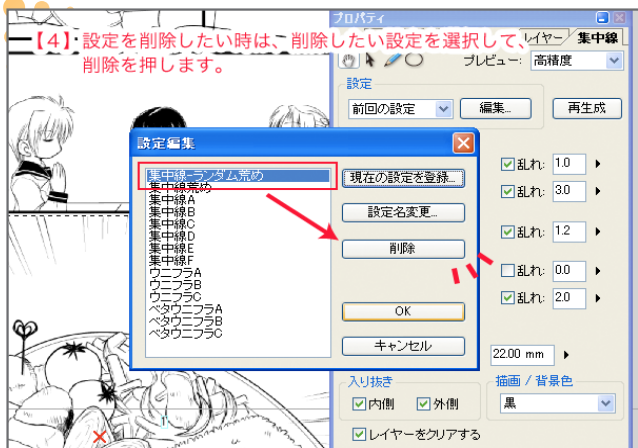 プロパティ
【4】設定を削除したい時は、削除したい設定を選択して、
削除を押します。
レイヤー
集中線
プレビュー: 高精度
設定
前回の設定
編集...
再生成
設定編集
集中線-ランダム荒め
集中線荒め
集中線A
集中線B
集中線C
集中線D
集中線E
集中線F
ウニフラA
ウニフラB
ウニフラC
ベタウニフラA
ベタウニフラB
ベタウニフラC
現在の設定を登録...
設定名変更...
削除
OK
キャンセル
乱れ: 1.0
乱れ: 3.0
乱れ: 1.2
乱れ: 0.0
乱れ: 2.0
22.00 mm
入り抜き
内側
外側
描画 / 背景色
黒
レイヤーをクリアする